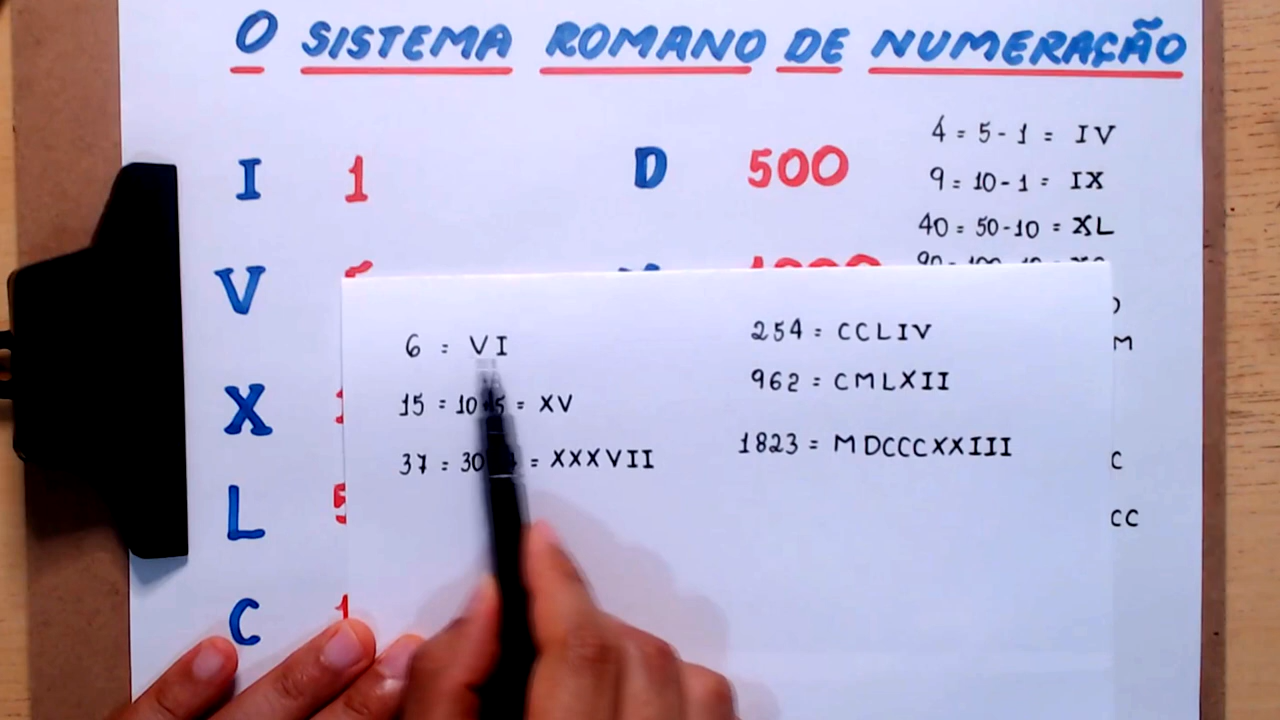 O SISTEMA ROMANO DE NUMERAÇÃO
I 1
V
X
L
C
D 500
4 = 5 - 1 = IV
9 = 10 - 1 = IX
40 = 50 - 10 = XL
M
C
CC
6 = VI
15 = 10 5 = XV
37 = 30 = XXXVII
254 = CCLIV
962 = CMLXII
1823 = MDCCCXXIII